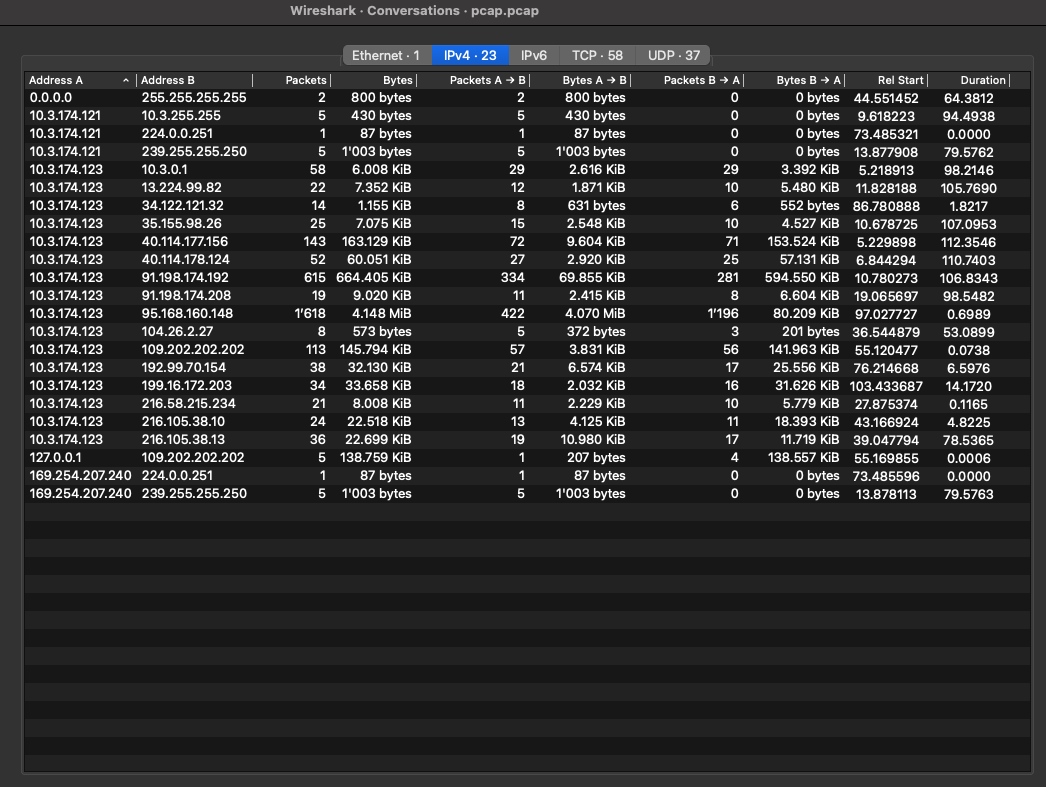 Wireshark · Conversations · pcap.pcap
Ethernet · 1 IPv4 · 23 IPv6 TCP · 58 UDP · 37
Address A Address B Packets Bytes Packets A → B Bytes A → B Packets B → A Bytes B → A Rel Start Duration
0.0.0.0 255.255.255.255 2 800 bytes 2 800 bytes 0 0 bytes 44.551452 64.3812
10.3.174.121 10.3.255.255 5 430 bytes 5 430 bytes 0 0 bytes 9.618223 94.4938
10.3.174.121 224.0.0.251 1 87 bytes 1 87 bytes 0 0 bytes 73.485321 0.0000
10.3.174.121 239.255.255.250 5 1'003 bytes 5 1'003 bytes 0 0 bytes 13.877908 79.5762
10.3.174.123 10.3.0.1 58 6.008 KiB 29 2.616 KiB 29 3.392 KiB 5.218913 98.2146
10.3.174.123 13.224.99.82 22 7.352 KiB 12 1.871 KiB 10 5.480 KiB 11.828188 105.7690
10.3.174.123 34.122.121.32 14 1.155 KiB 8 631 bytes 6 552 bytes 86.780888 1.8217
10.3.174.123 35.155.98.26 25 7.075 KiB 15 2.548 KiB 10 4.527 KiB 10.678725 107.0953
10.3.174.123 40.114.177.156 143 163.129 KiB 72 9.604 KiB 71 153.524 KiB 5.229898 112.3546
10.3.174.123 40.114.178.124 52 60.051 KiB 27 2.920 KiB 25 57.131 KiB 6.844294 110.7403
10.3.174.123 91.198.174.192 615 664.405 KiB 334 69.855 KiB 281 594.550 KiB 10.780273 106.8343
10.3.174.123 91.198.174.208 19 9.020 KiB 11 2.415 KiB 8 6.604 KiB 19.065697 98.5482
10.3.174.123 95.168.160.148 1'618 4.148 MiB 422 4.070 MiB 1'196 80.209 KiB 97.027727 0.6989
10.3.174.123 104.26.2.27 8 573 bytes 5 372 bytes 3 201 bytes 36.544879 53.0899
10.3.174.123 109.202.202.202 113 145.794 KiB 57 3.831 KiB 56 141.963 KiB 55.120477 0.0738
10.3.174.123 192.99.70.154 38 32.130 KiB 21 6.574 KiB 17 25.556 KiB 76.214668 6.5976
10.3.174.123 199.16.172.203 34 33.658 KiB 18 2.032 KiB 16 31.626 KiB 103.433687 14.1720
10.3.174.123 216.58.215.234 21 8.008 KiB 11 2.229 KiB 10 5.779 KiB 27.875374 0.1165
10.3.174.123 216.105.38.10 24 22.518 KiB 13 4.125 KiB 11 18.393 KiB 43.166924 4.8225
10.3.174.123 216.105.38.13 36 22.699 KiB 19 10.980 KiB 17 11.719 KiB 39.047794 78.5365
127.0.0.1 109.202.202.202 5 138.759 KiB 1 207 bytes 4 138.557 KiB 55.169855 0.0006
169.254.207.240 224.0.0.251 1 87 bytes 1 87 bytes 0 0 bytes 73.485596 0.0000
169.254.207.240 239.255.255.250 5 1'003 bytes 5 1'003 bytes 0 0 bytes 13.878113 79.5763